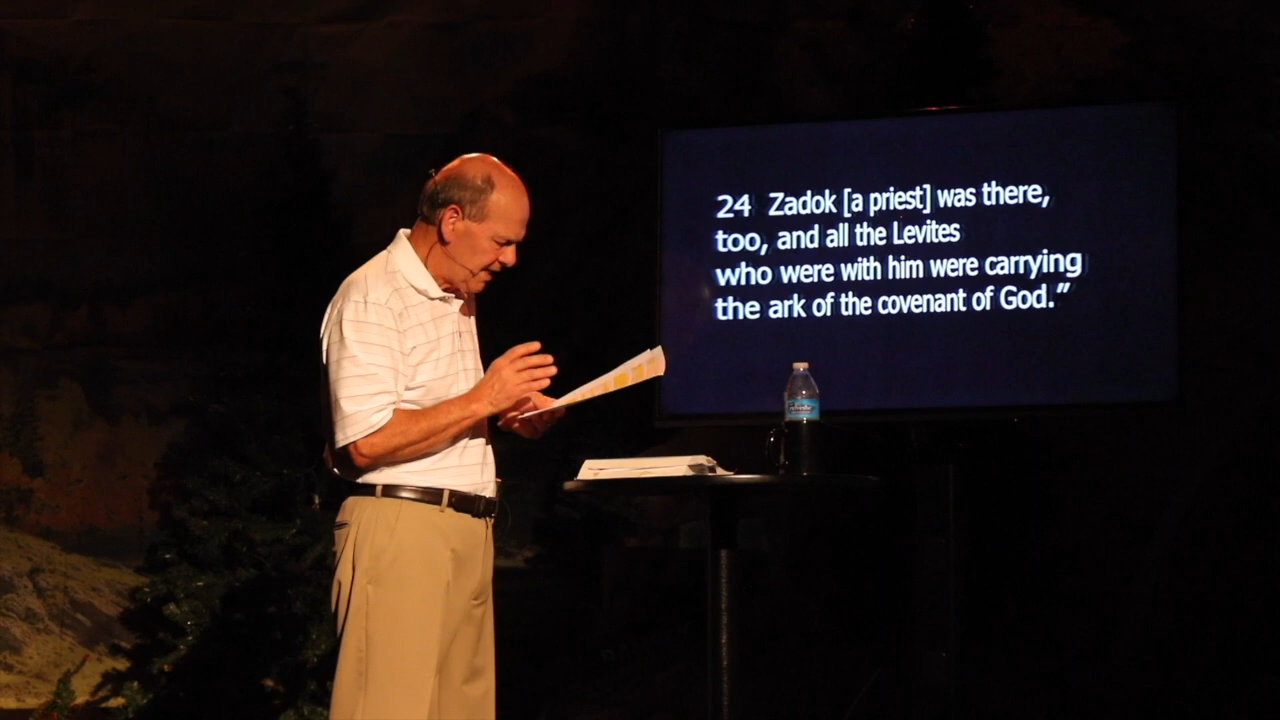 24 Zadok [a priest] was there,
too, and all the Levites
who were with him were carrying
the ark of the covenant of God.”